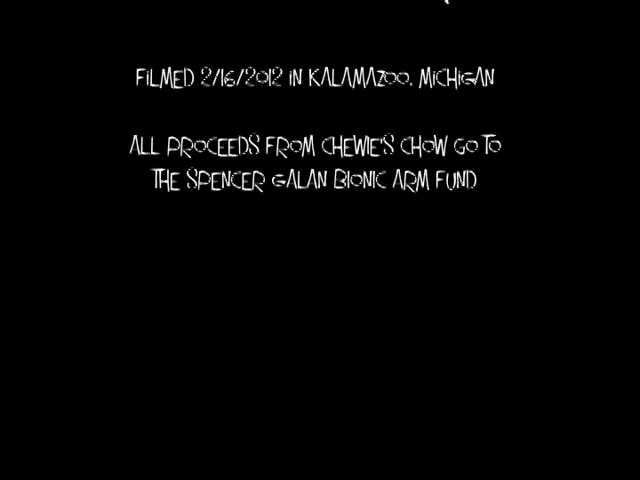 FILMED 2/16/2012 IN KALAMAZOO, MICHIGAN
ALL PROCEEDS FROM CHEWIE'S CHOW GO TO
THE SPENCER GALAN BIONIC ARM FUND